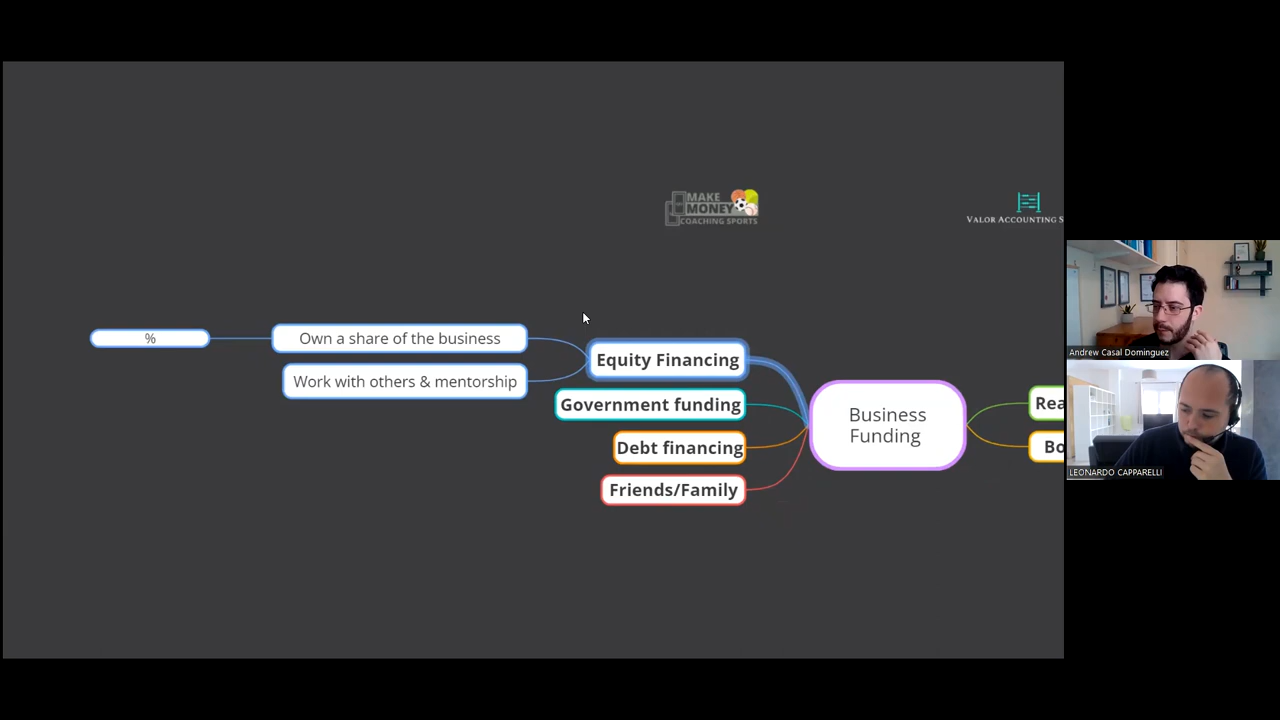 MAKE
MONEY
COACHING SPORTS
VALOR ACCOUNTING S
%
Own a share of the business
Work with others & mentorship
Equity Financing
Government funding
Debt financing
Friends/Family
Business
Funding
Rea
Bo
Andrew Casal Dominguez
LEONARDO CAPPARELLI